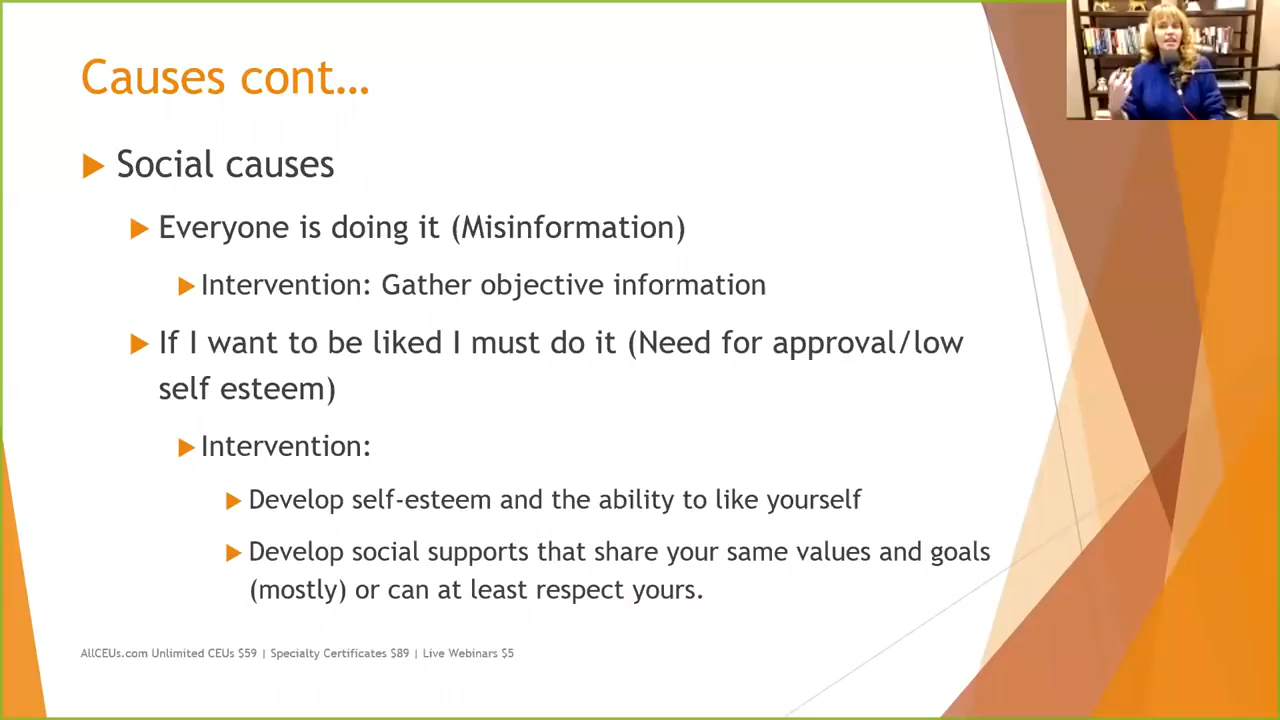 Causes cont…
Social causes
Everyone is doing it (Misinformation)
Intervention: Gather objective information
If I want to be liked I must do it (Need for approval/low
self esteem)
Intervention:
Develop self-esteem and the ability to like yourself
Develop social supports that share your same values and goals
(mostly) or can at least respect yours.
AllCEUs.com Unlimited CEUs $59 | Specialty Certificates $89 | Live Webinars $5